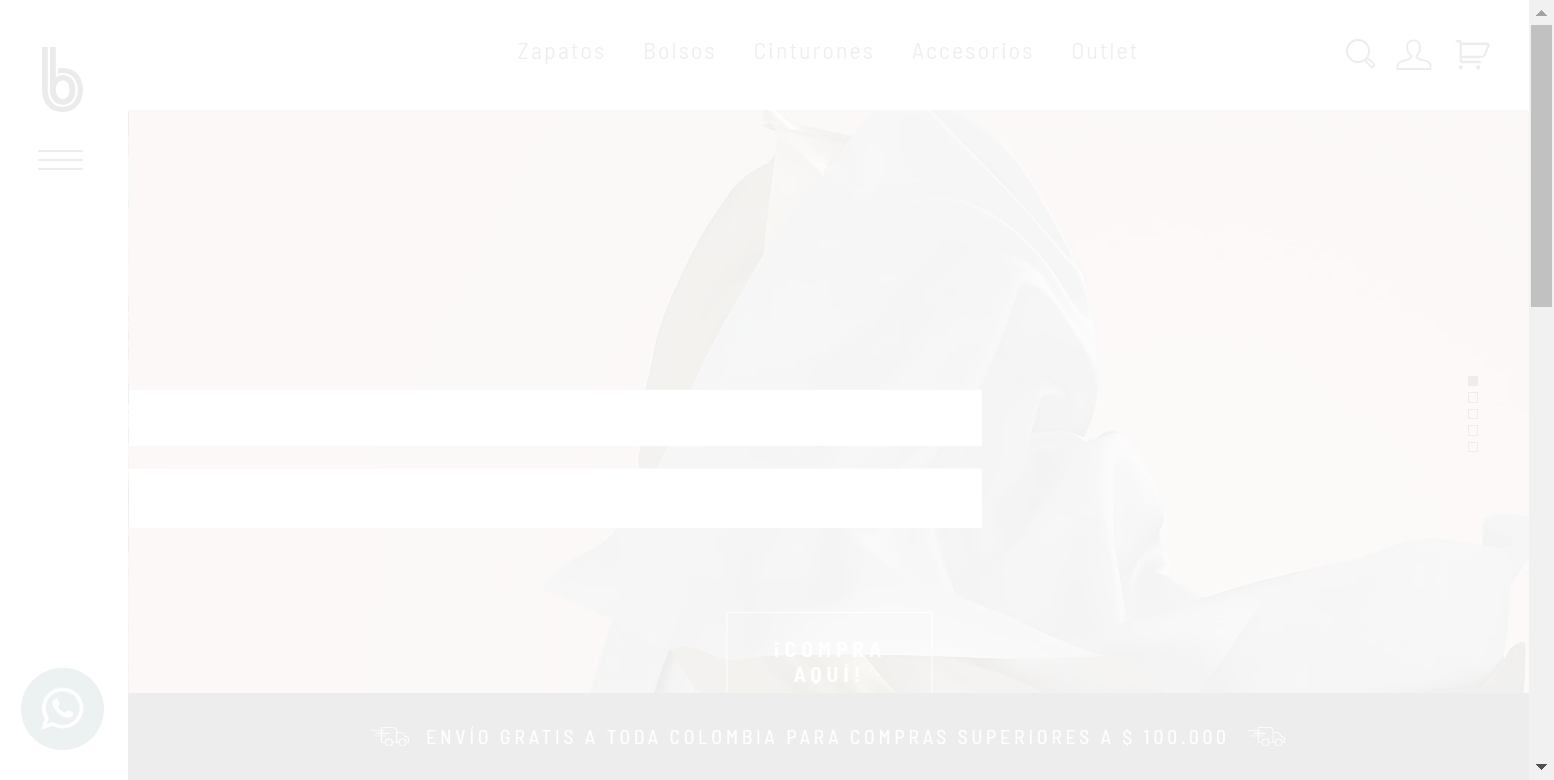 b
Zapatos Bolsos Cinturones Accesorios Outlet
¡COMPRA
AQUÍ!
ENVÍO GRATIS A TODA COLOMBIA PARA COMPRAS SUPERIORES A $ 100.000